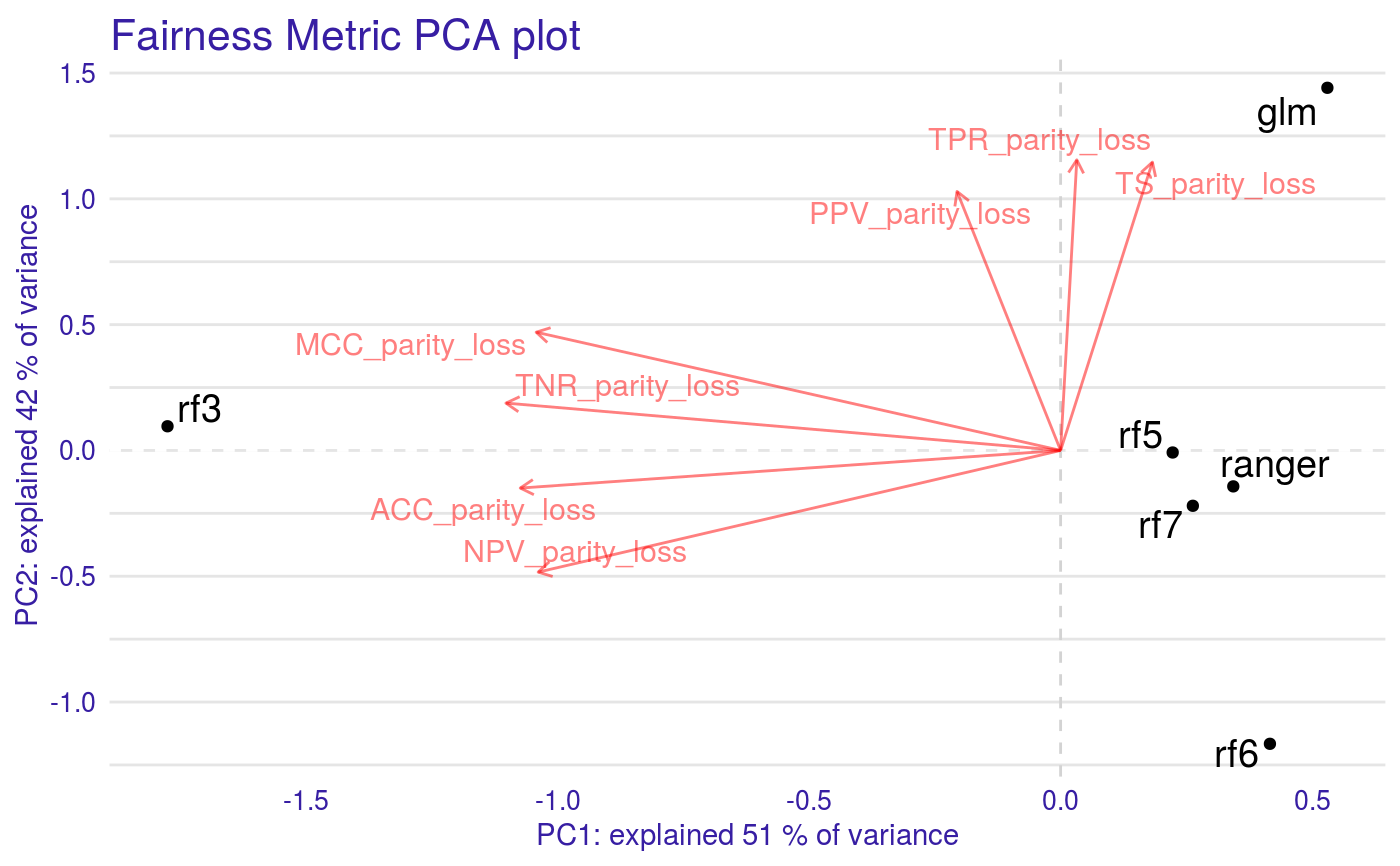 Fairness Metric PCA plot
1.5
glm
TPR_parity_loss
TS_parity_loss
1.0
PPV_parity_loss
0.5
MCC_parity_loss
TNR_parity_loss
rf3
rf5
0.0
ranger
ACC_parity_loss
rf7
NPV_parity_loss
-0.5
-1.0
rf6
PC2: explained 42 % of variance
-1.5 -1.0 -0.5 0.0 0.5
PC1: explained 51 % of variance